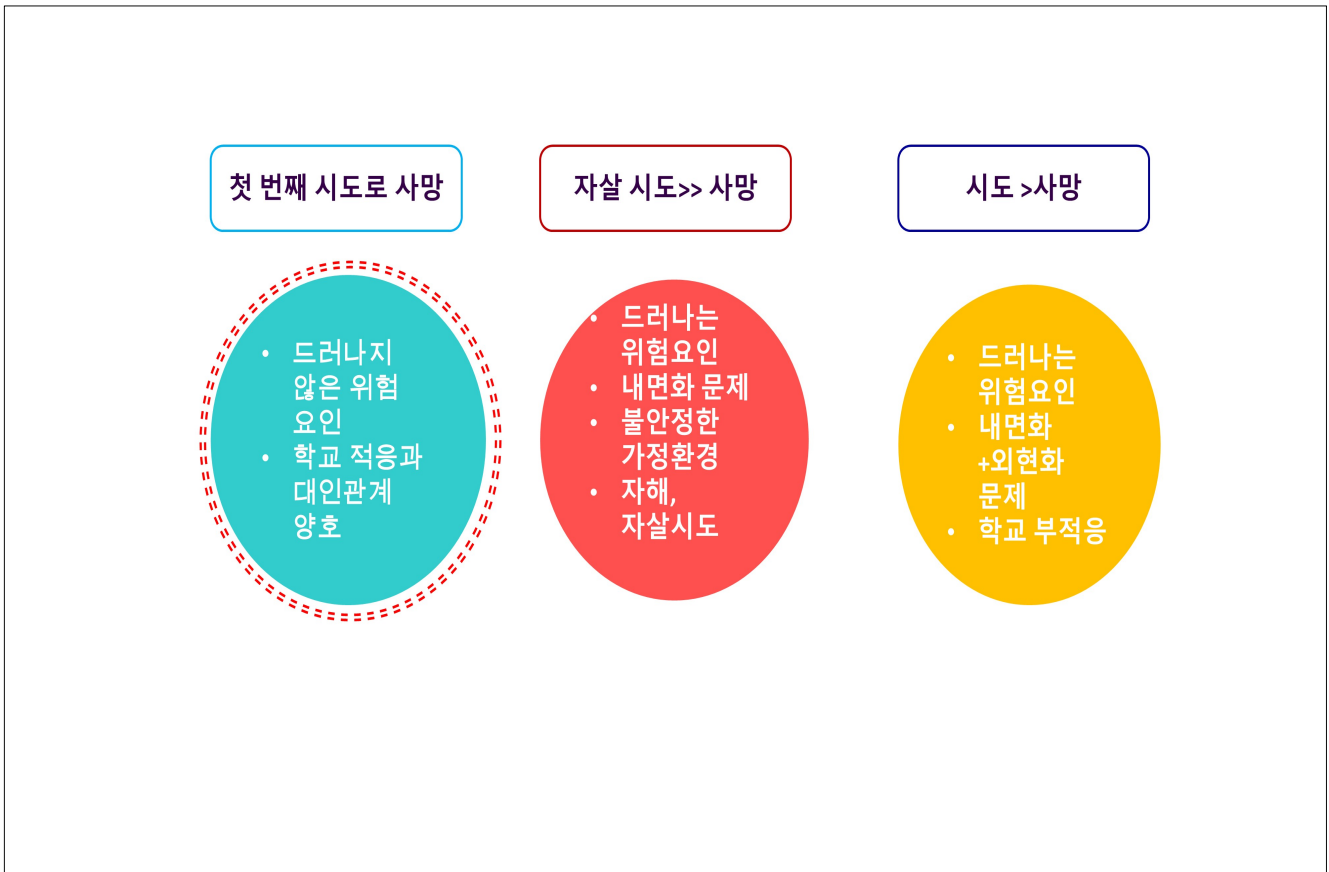 첫 번째 시도로 사망
자살 시도>> 사망
시도 >사망
• 드러나지
않은 위험
요인
• 학교 적응과
대인관계
양호
• 드러나는
위험요인
• 내면화 문제
• 불안정한
가정환경
• 자해,
자살시도
• 드러나는
위험요인
• 내면화
+외현화
문제
• 학교 부적응